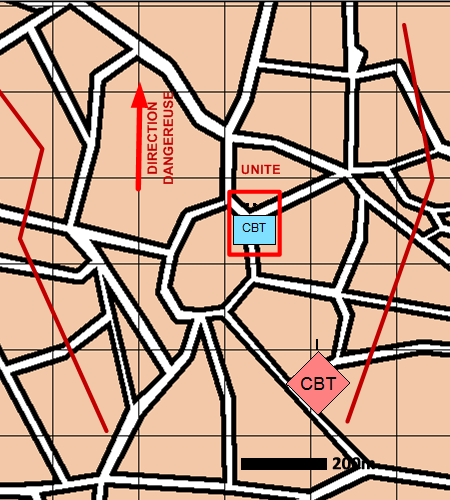 DIRECTION
DANGEREUSE
UNITE
CBT
CBT
200m